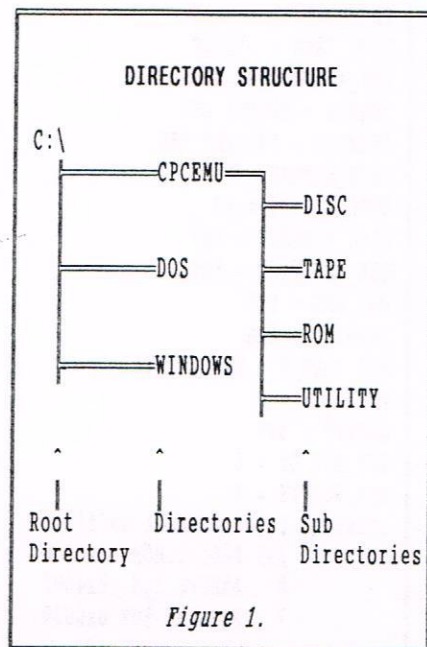 DIRECTORY STRUCTURE
C:\
CPCEMU
DISC
DOS
TAPE
ROM
WINDOWS
UTILITY
^ ^ ^
Root Directories Sub
Directory Directories
Figure 1.